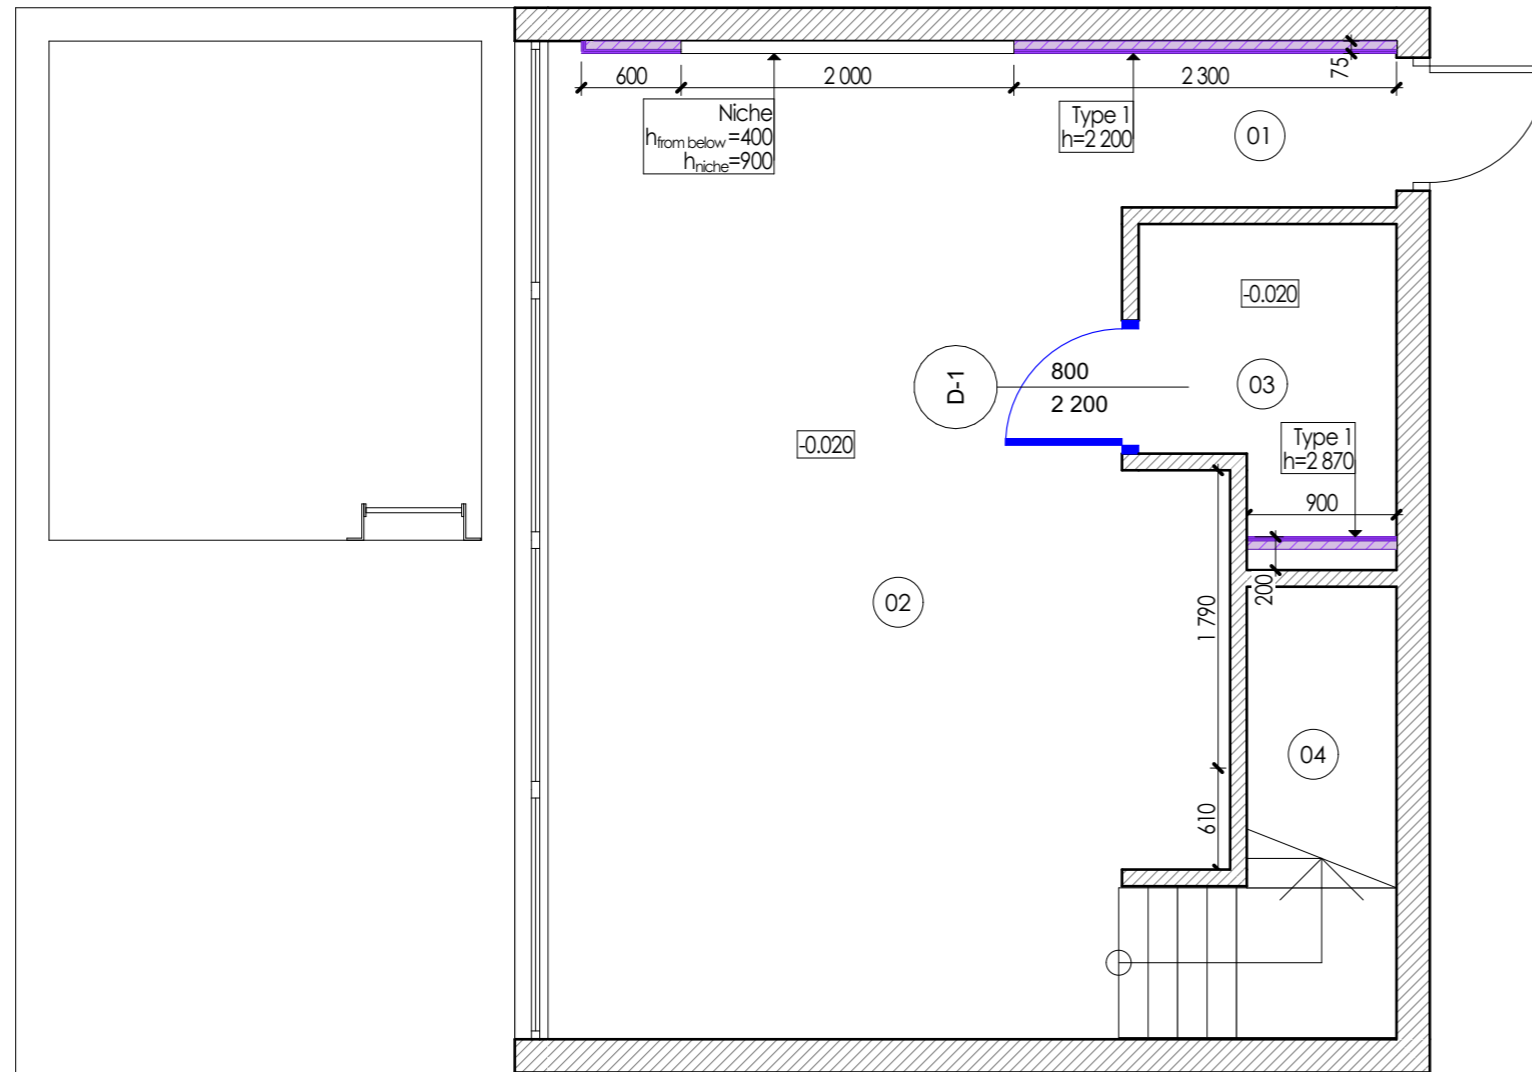 600
2 000
2 300
75
Niche
hfrom below=400
hniche=900
Type 1
h=2 200
01
-0.020
D-1
800
2 200
03
-0.020
Type 1
h=2 870
900
200
02
1 790
610
04